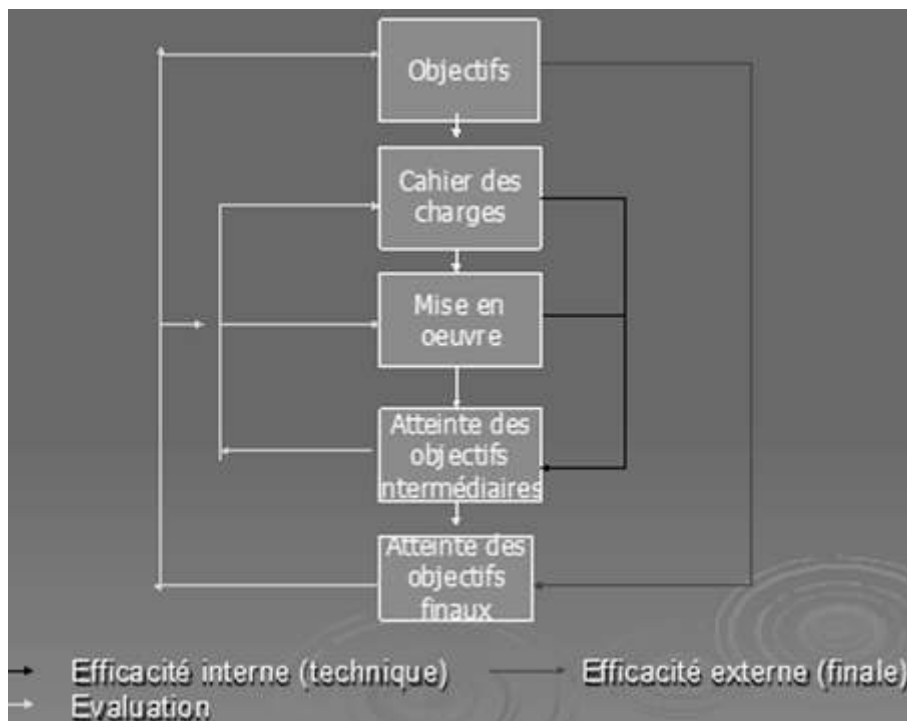 Objectifs
Cahier des
charges
Mise en
oeuvre
Atteinte des
objectifs
ntermédiaires
Atteinte des
objectifs
finaux
Efficacité interne (technique)
Efficacité externe (finale)
Evaluation